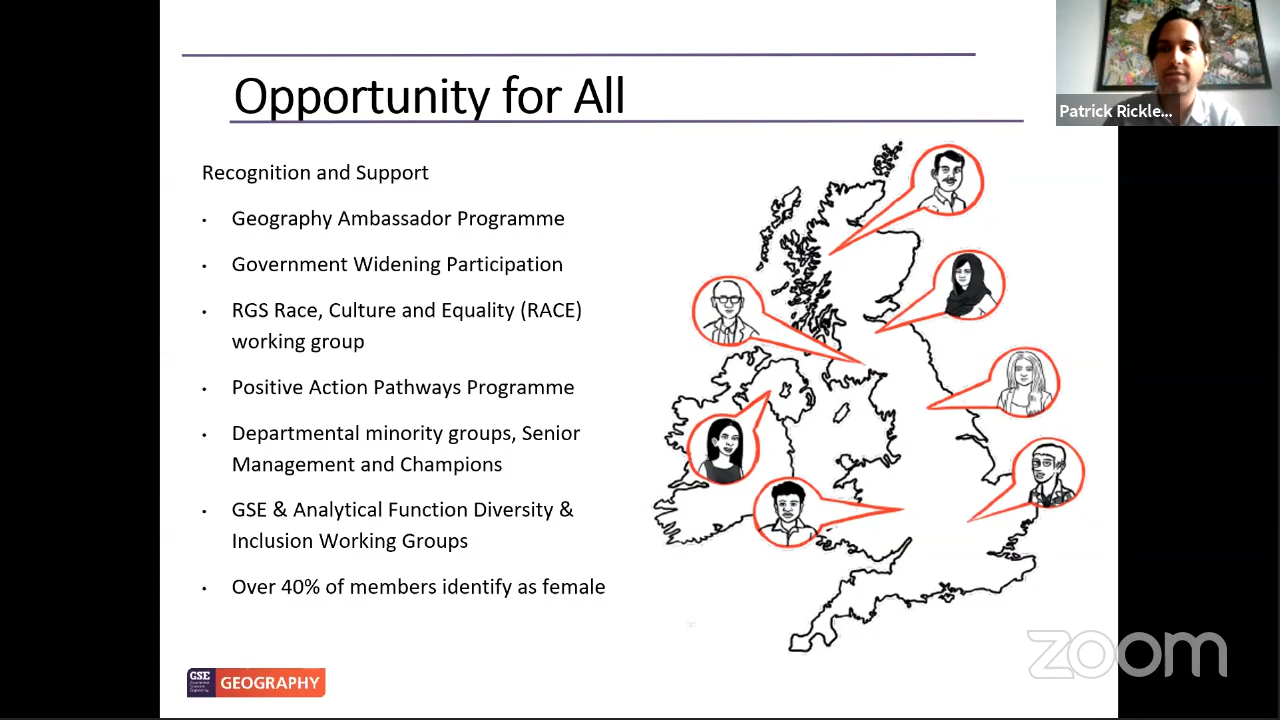 Opportunity for All
Patrick Rickle...
Recognition and Support
• Geography Ambassador Programme
• Government Widening Participation
• RGS Race, Culture and Equality (RACE)
working group
• Positive Action Pathways Programme
• Departmental minority groups, Senior
Management and Champions
• GSE & Analytical Function Diversity &
Inclusion Working Groups
• Over 40% of members identify as female
GSE
GEOGRAPHY
zoom